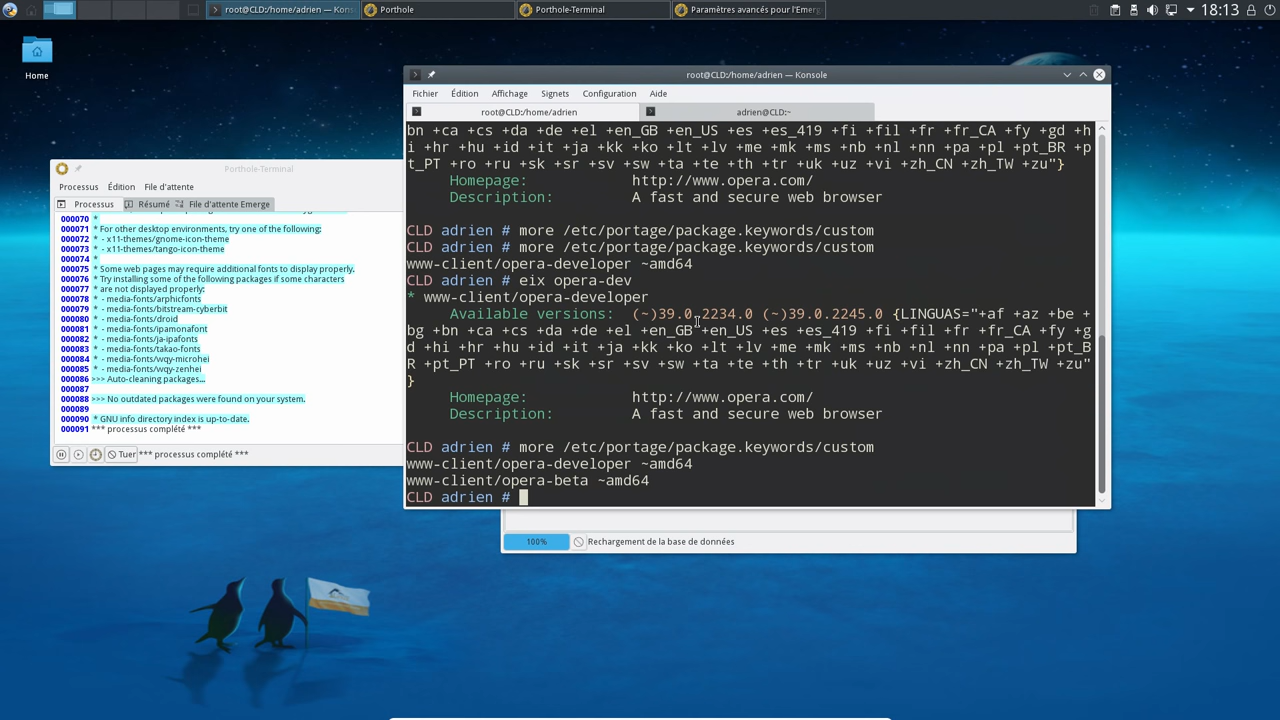 root@CLD:/home/adrien — Kons
Porthole
Porthole-Terminal
Paramètres avancés pour l'Emerg
18:13
Home
root@CLD:/home/adrien — Konsole
Fichier Édition Affichage Signets Configuration Aide
root@CLD:/home/adrien
adrien@CLD:~
bn +ca +cs +da +de +el +en_GB +en_US +es +es_419 +fi +fil +fr +fr_CA +fy +gd +h
i +hr +hu +id +it +ja +kk +ko +lt +lv +me +mk +ms +nb +nl +nn +pa +pl +pt_BR +p
t_PT +ro +ru +sk +sr +sv +sw +ta +te +th +tr +uk +uz +vi +zh_CN +zh_TW +zu"}
Homepage: http://www.opera.com/
Description: A fast and secure web browser
CLD adrien # more /etc/portage/package.keywords/custom
CLD adrien # more /etc/portage/package.keywords/custom
www-client/opera-developer ~amd64
CLD adrien # eix opera-dev
* www-client/opera-developer
Available versions: (~)39.0.2234.0 (~)39.0.2245.0 {LINGUAS="+af +az +be +
bg +bn +ca +cs +da +de +el +en_GB +en_US +es +es_419 +fi +fil +fr +fr_CA +fy +g
d +hi +hr +hu +id +it +ja +kk +ko +lt +lv +me +mk +ms +nb +nl +nn +pa +pl +pt_B
R +pt_PT +ro +ru +sk +sr +sv +sw +ta +te +th +tr +uk +uz +vi +zh_CN +zh_TW +zu"
}
Homepage: http://www.opera.com/
Description: A fast and secure web browser
CLD adrien # more /etc/portage/package.keywords/custom
www-client/opera-developer ~amd64
www-client/opera-beta ~amd64
CLD adrien #
Porthole-Terminal
Processus Édition File d'attente
Processus Résumé File d'attente Emerge
000070 *
000071 * For other desktop environments, try one of the following:
000072 * - x11-themes/gnome-icon-theme
000073 * - x11-themes/tango-icon-theme
000074 *
000075 * Some web pages may require additional fonts to display properly.
000076 * Try installing some of the following packages if some characters
000077 * are not displayed properly:
000078 * - media-fonts/arphicfonts
000079 * - media-fonts/bitstream-cyberbit
000080 * - media-fonts/droid
000081 * - media-fonts/ipamonafont
000082 * - media-fonts/ja-ipafonts
000083 * - media-fonts/takao-fonts
000084 * - media-fonts/wqy-microhei
000085 * - media-fonts/wqy-zenhei
000086 >>> Auto-cleaning packages...
000087
000088 >>> No outdated packages were found on your system.
000089
000090 * GNU info directory index is up-to-date.
000091 *** processus complété ***
Tuer *** processus complété ***
100% Rechargement de la base de données